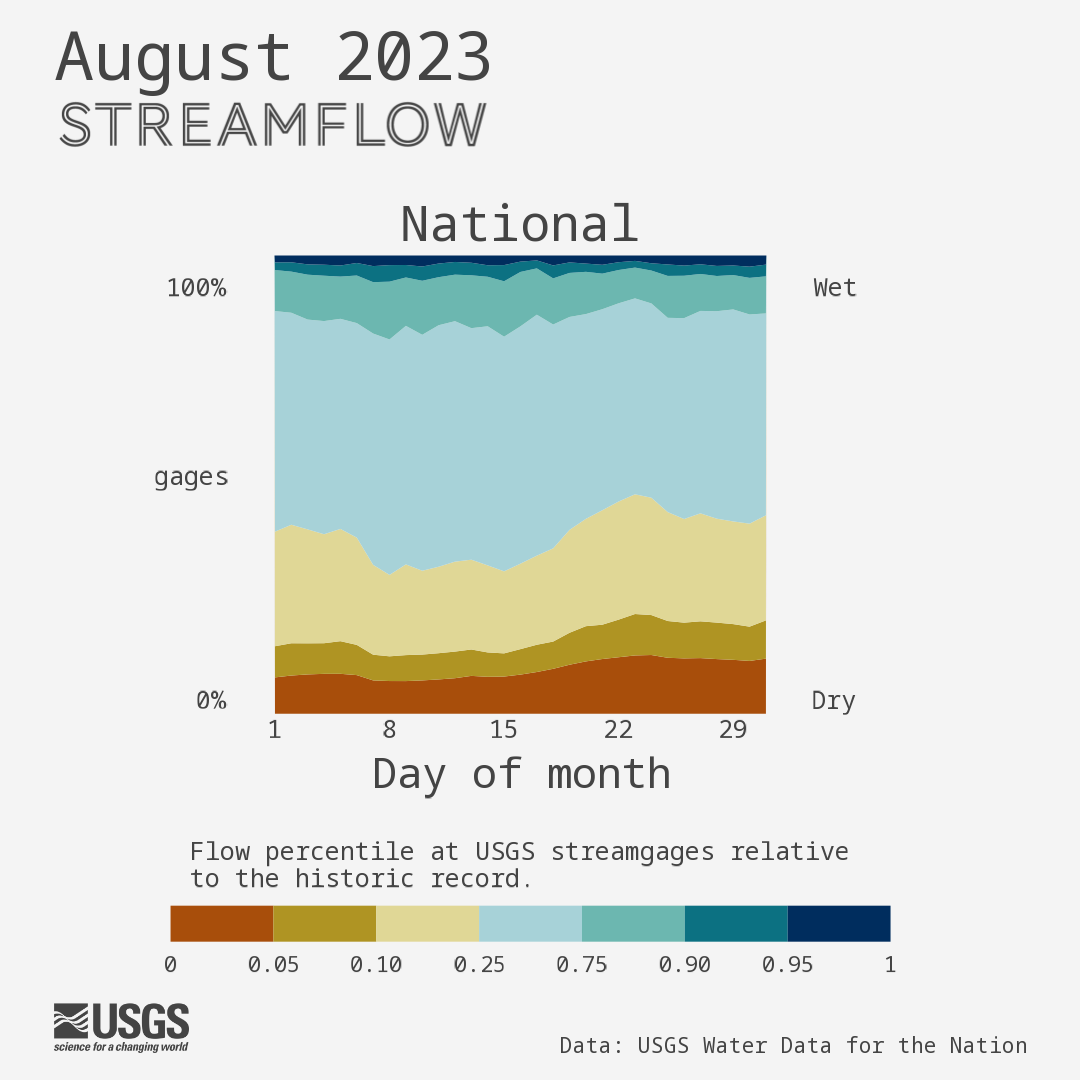 August 2023
STREAMFLOW
National
100%
Wet
gages
0%
Dry
1 8 15 22 29
Day of month
Flow percentile at USGS streamgages relative
to the historic record.
0 0.05 0.10 0.25 0.75 0.90 0.95 1
USGS
science for a changing world
Data: USGS Water Data for the Nation